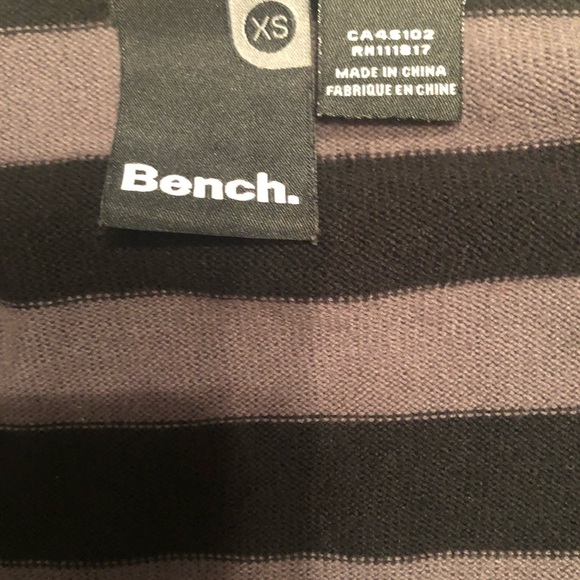 XS
Bench.
CA46102
RN111817
MADE IN CHINA
FABRIQUE EN CHINE